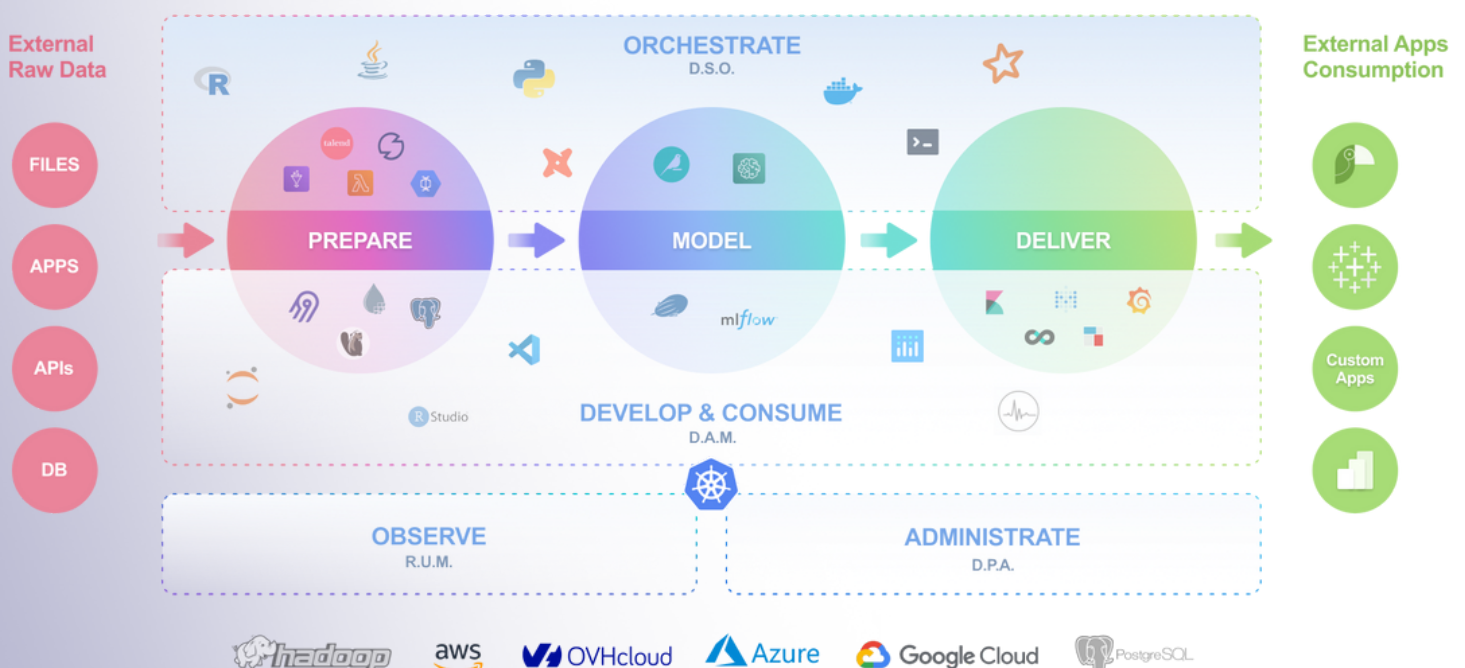 External
Raw Data
FILES
APPS
APIs
DB
ORCHESTRATE
D.S.O.
R
talend
PREPARE
MODEL
DELIVER
mlflow
R Studio
DEVELOP & CONSUME
D.A.M.
OBSERVE
R.U.M.
ADMINISTRATE
D.P.A.
External Apps
Consumption
Custom
Apps
hadoop
aws
OVHcloud
Azure
Google Cloud
PostgreSQL